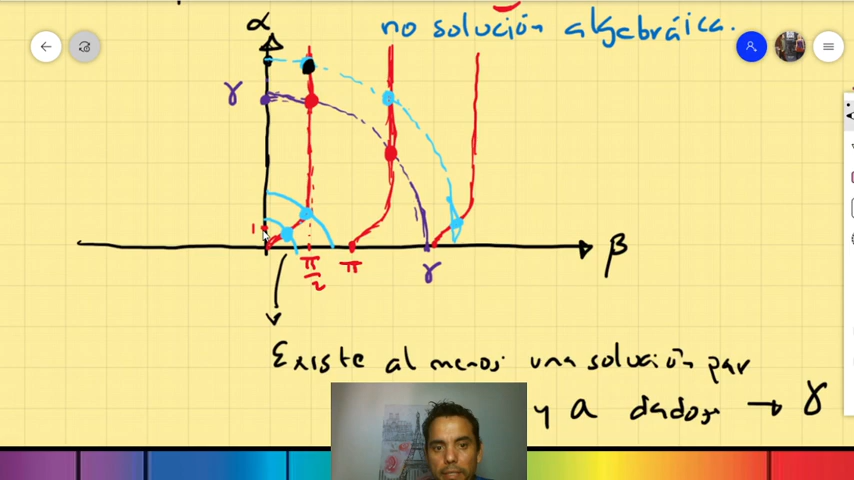 α
no solución algebráica.
γ
1
π/2
π
γ
β
Existe al menos una solución par
y a dados → γ